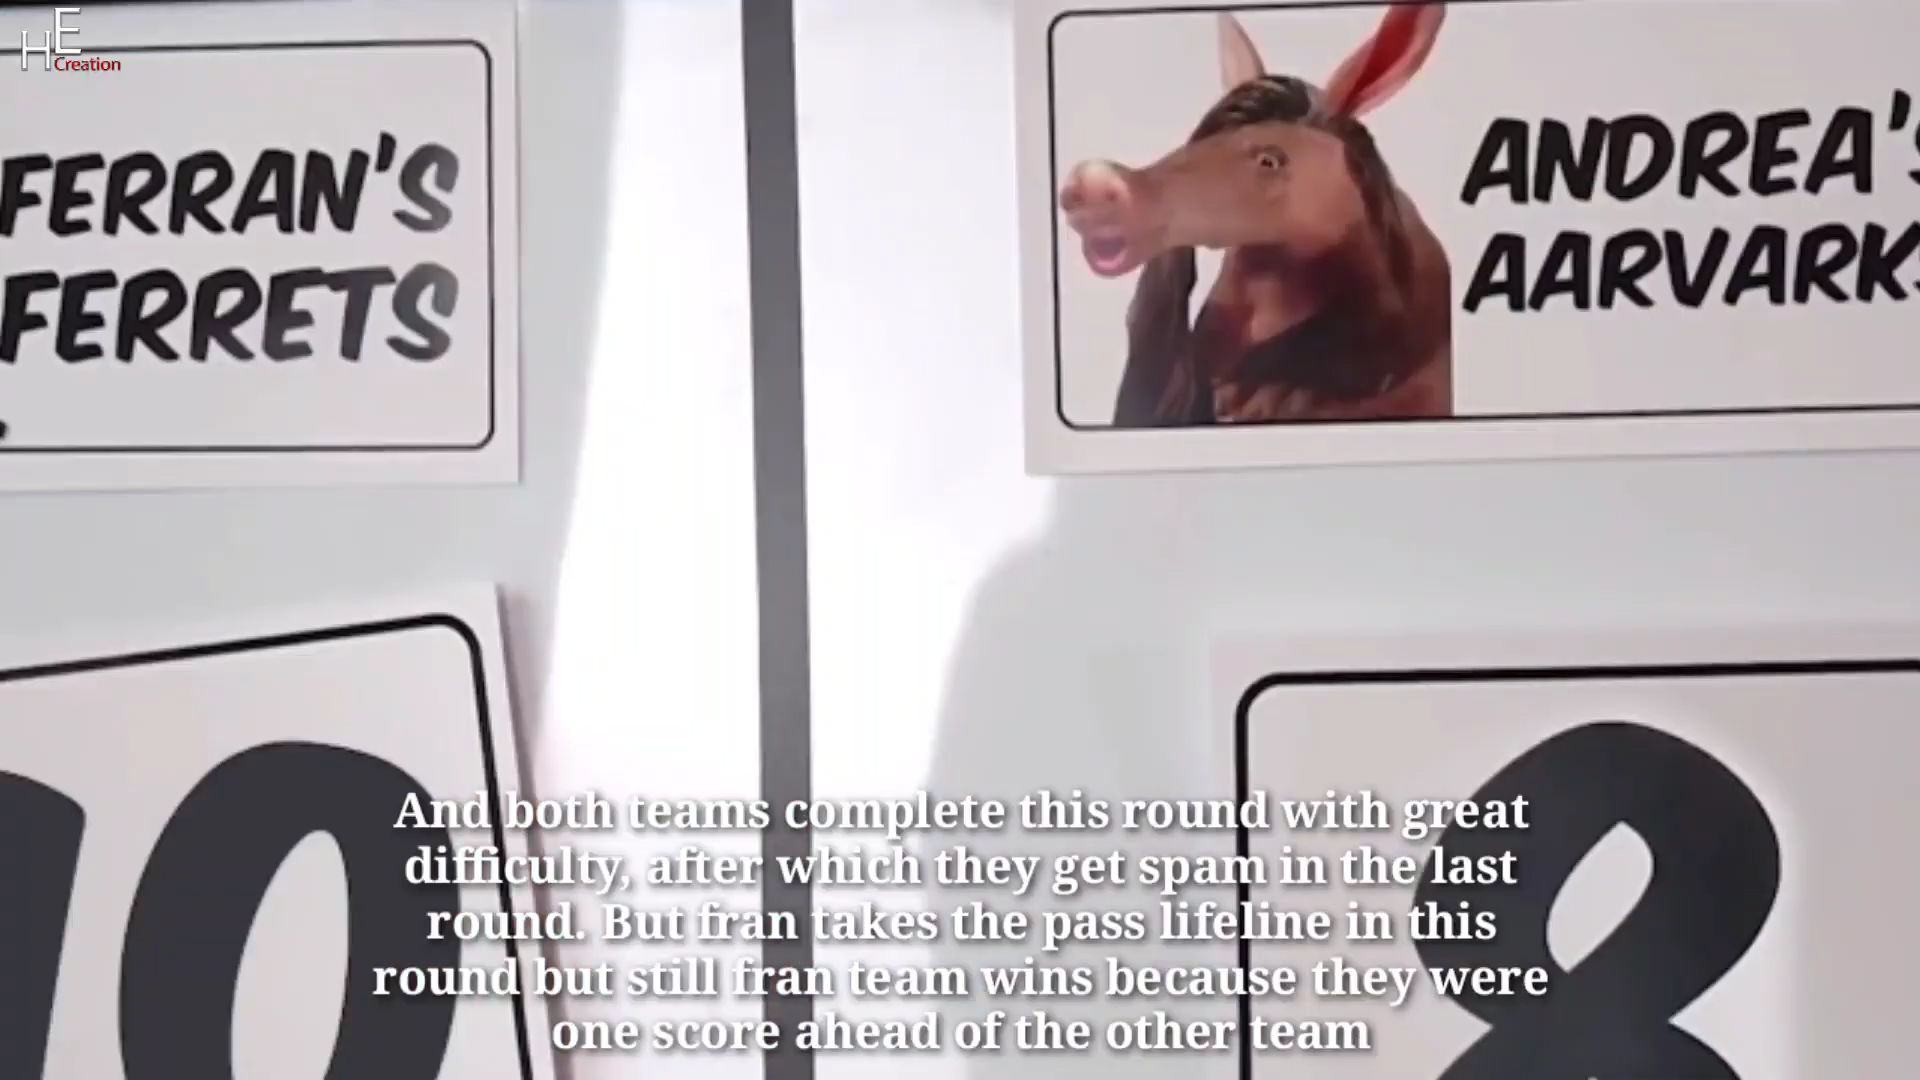 HE
Creation
FERRAN'S
FERRETS
ANDREA'S
AARVARKS
10
8
And both teams complete this round with great
difficulty, after which they get spam in the last
round. But fran takes the pass lifeline in this
round but still fran team wins because they were
one score ahead of the other team